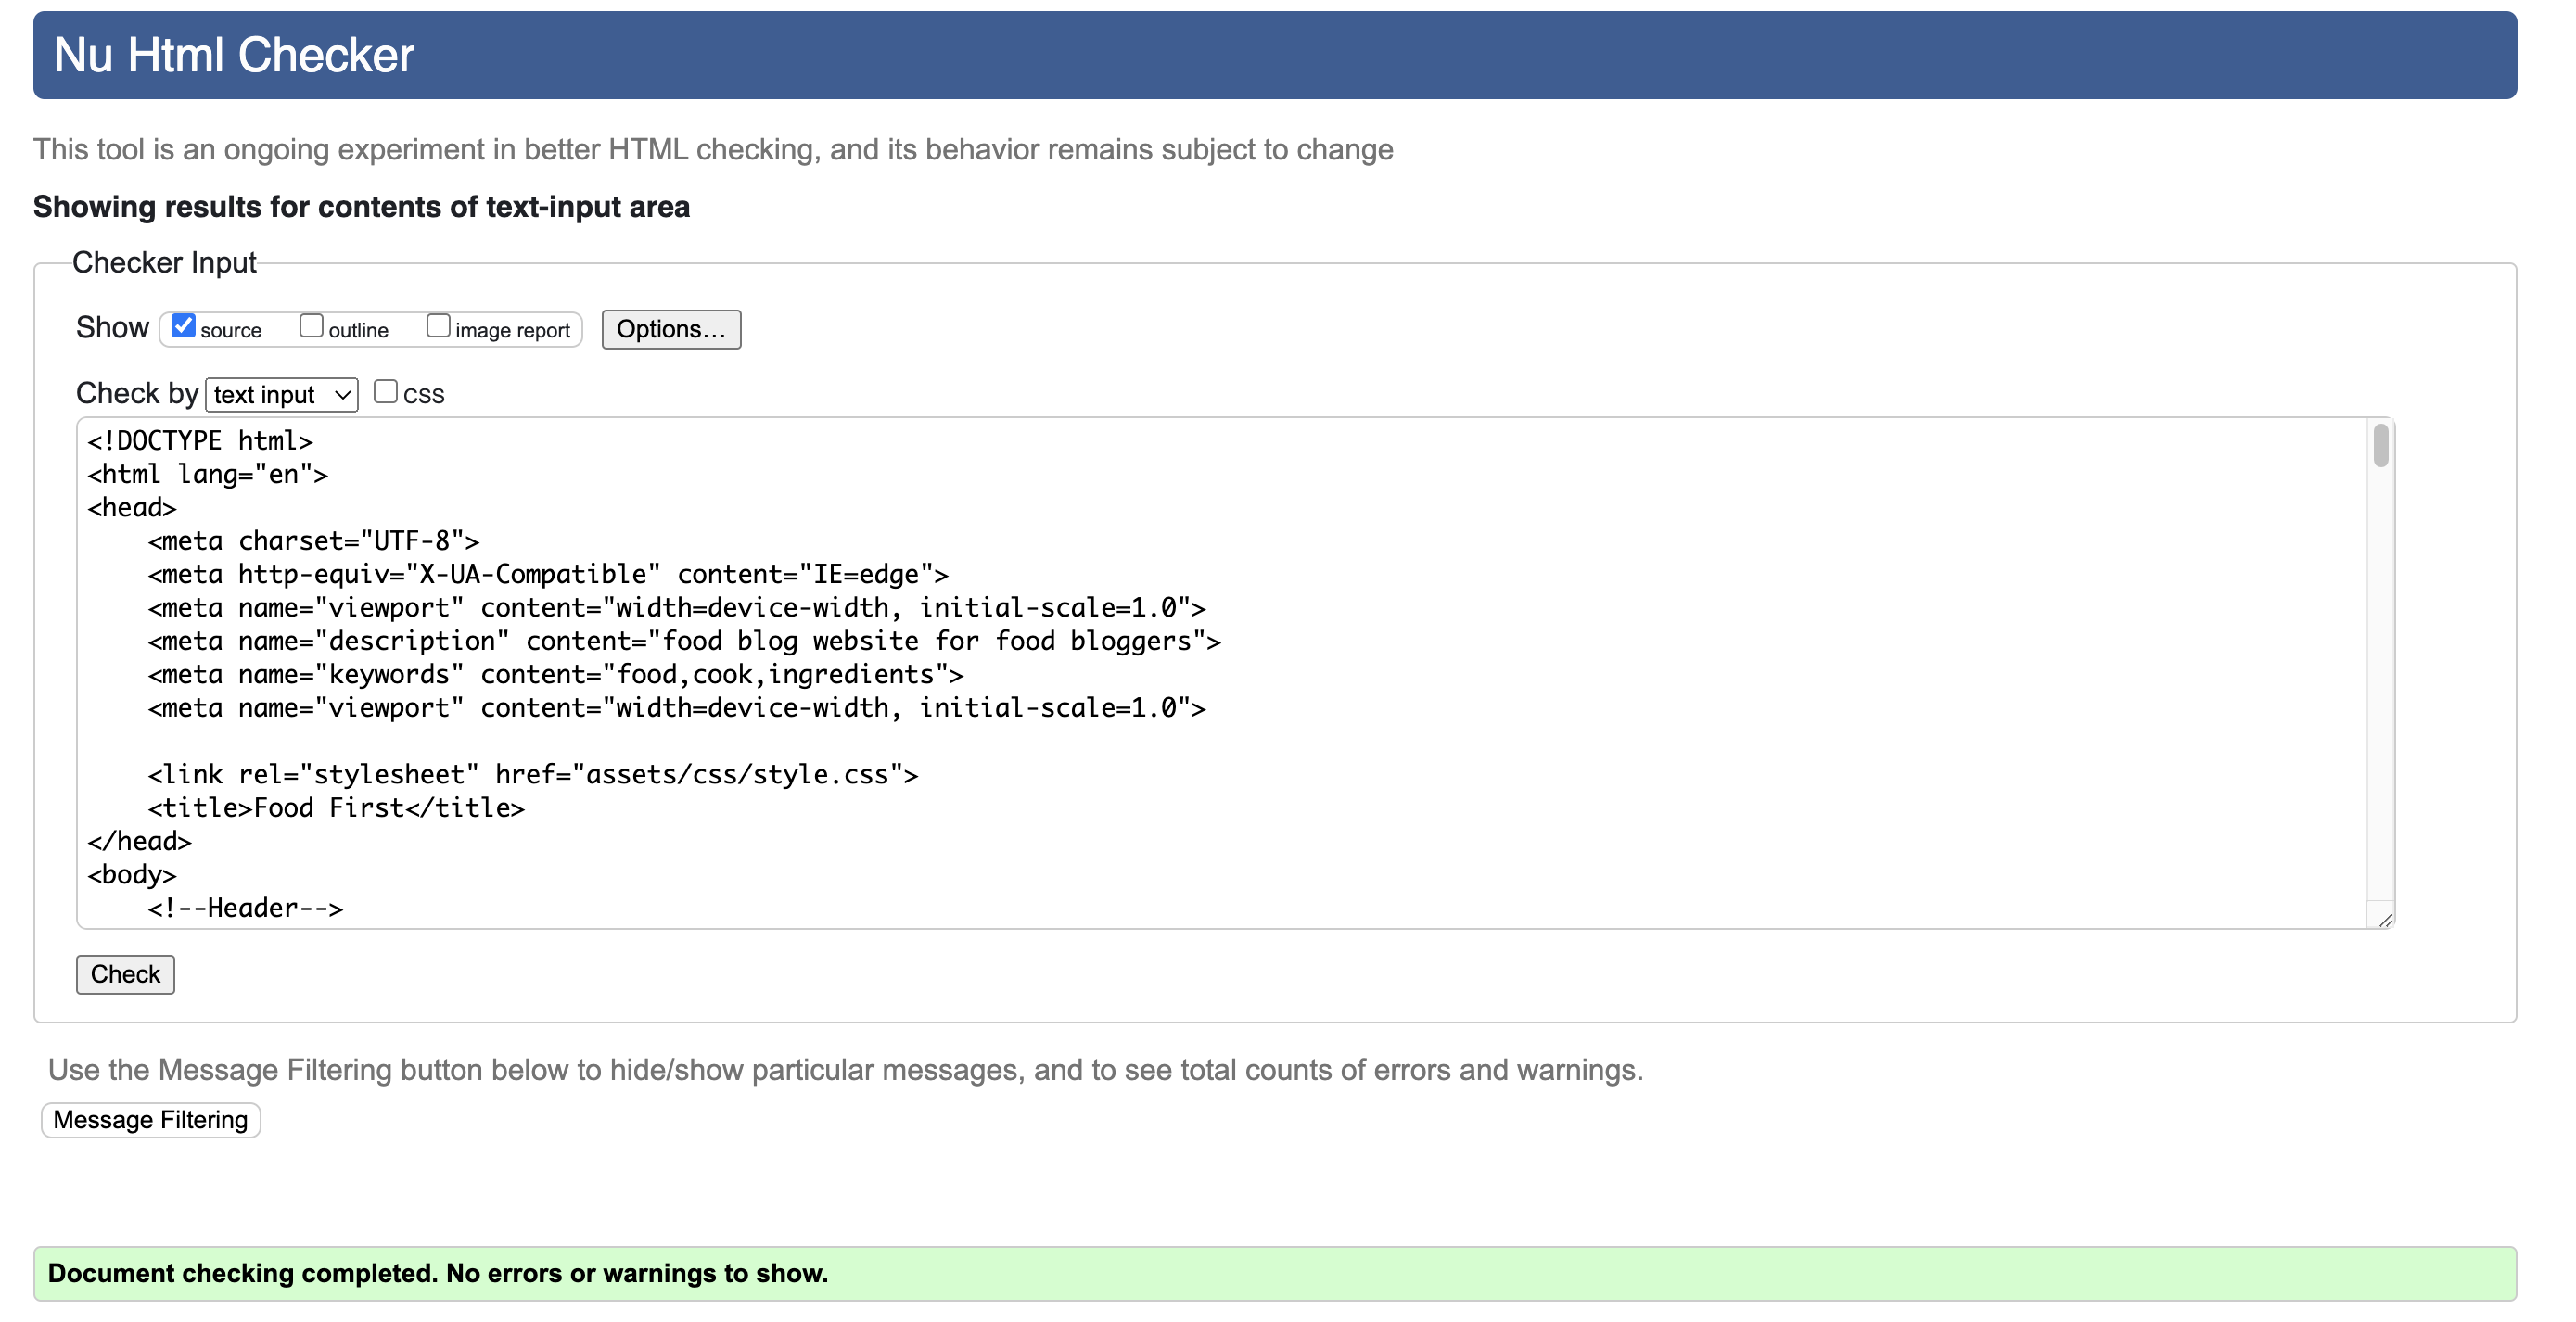 Nu Html Checker
This tool is an ongoing experiment in better HTML checking, and its behavior remains subject to change
Showing results for contents of text-input area
Checker Input
Show source outline image report Options...
Check by text input css
<!DOCTYPE html>
<html lang="en">
<head>
    <meta charset="UTF-8">
    <meta http-equiv="X-UA-Compatible" content="IE=edge">
    <meta name="viewport" content="width=device-width, initial-scale=1.0">
    <meta name="description" content="food blog website for food bloggers">
    <meta name="keywords" content="food,cook,ingredients">
    <meta name="viewport" content="width=device-width, initial-scale=1.0">
    <link rel="stylesheet" href="assets/css/style.css">
    <title>Food First</title>
</head>
<body>
    <!--Header-->
Check
Use the Message Filtering button below to hide/show particular messages, and to see total counts of errors and warnings.
Message Filtering
Document checking completed. No errors or warnings to show.